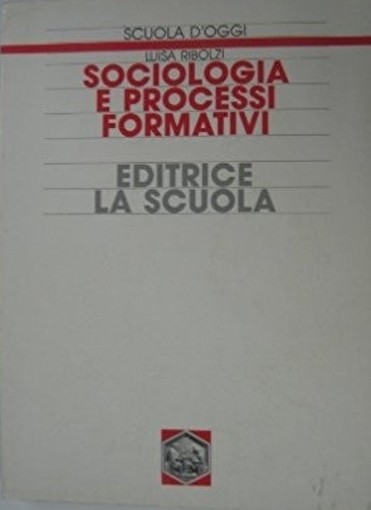 SCUOLA D'OGGI
LUISA RIBOLZI
SOCIOLOGIA
E PROCESSI
FORMATIVI
EDITRICE
LA SCUOLA